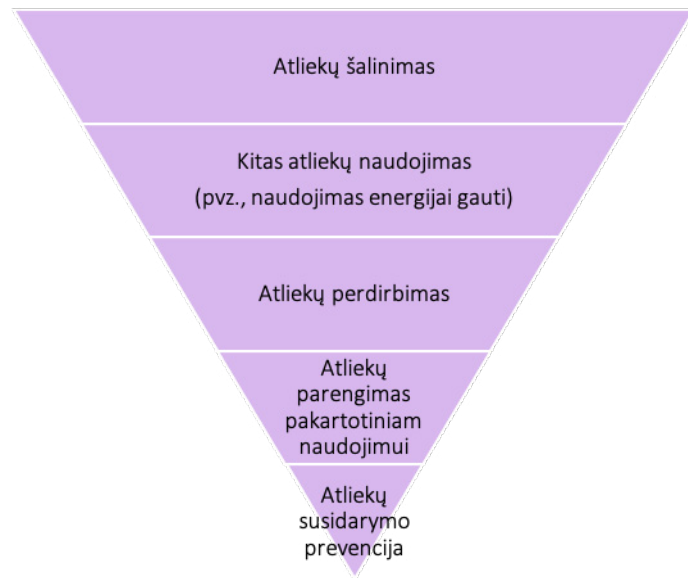 Atliekų šalinimas
Kitas atliekų naudojimas
(pvz., naudojimas energijai gauti)
Atliekų perdirbimas
Atliekų
parengimas
pakartotiniam
naudojimui
Atliekų
susidarymo
prevencija